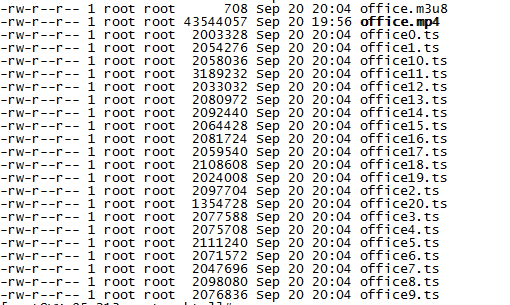 -rw-r--r-- 1 root root      708 Sep 20 20:04 office.m3u8
-rw-r--r-- 1 root root 43544057 Sep 20 19:56 office.mp4
-rw-r--r-- 1 root root  2003328 Sep 20 20:04 office0.ts
-rw-r--r-- 1 root root  2054276 Sep 20 20:04 office1.ts
-rw-r--r-- 1 root root  2058036 Sep 20 20:04 office10.ts
-rw-r--r-- 1 root root  3189232 Sep 20 20:04 office11.ts
-rw-r--r-- 1 root root  2033032 Sep 20 20:04 office12.ts
-rw-r--r-- 1 root root  2080972 Sep 20 20:04 office13.ts
-rw-r--r-- 1 root root  2092440 Sep 20 20:04 office14.ts
-rw-r--r-- 1 root root  2064428 Sep 20 20:04 office15.ts
-rw-r--r-- 1 root root  2081724 Sep 20 20:04 office16.ts
-rw-r--r-- 1 root root  2059540 Sep 20 20:04 office17.ts
-rw-r--r-- 1 root root  2108608 Sep 20 20:04 office18.ts
-rw-r--r-- 1 root root  2024008 Sep 20 20:04 office19.ts
-rw-r--r-- 1 root root  2097704 Sep 20 20:04 office2.ts
-rw-r--r-- 1 root root  1354728 Sep 20 20:04 office20.ts
-rw-r--r-- 1 root root  2077588 Sep 20 20:04 office3.ts
-rw-r--r-- 1 root root  2075708 Sep 20 20:04 office4.ts
-rw-r--r-- 1 root root  2111240 Sep 20 20:04 office5.ts
-rw-r--r-- 1 root root  2071572 Sep 20 20:04 office6.ts
-rw-r--r-- 1 root root  2047696 Sep 20 20:04 office7.ts
-rw-r--r-- 1 root root  2098080 Sep 20 20:04 office8.ts
-rw-r--r-- 1 root root  2076836 Sep 20 20:04 office9.ts